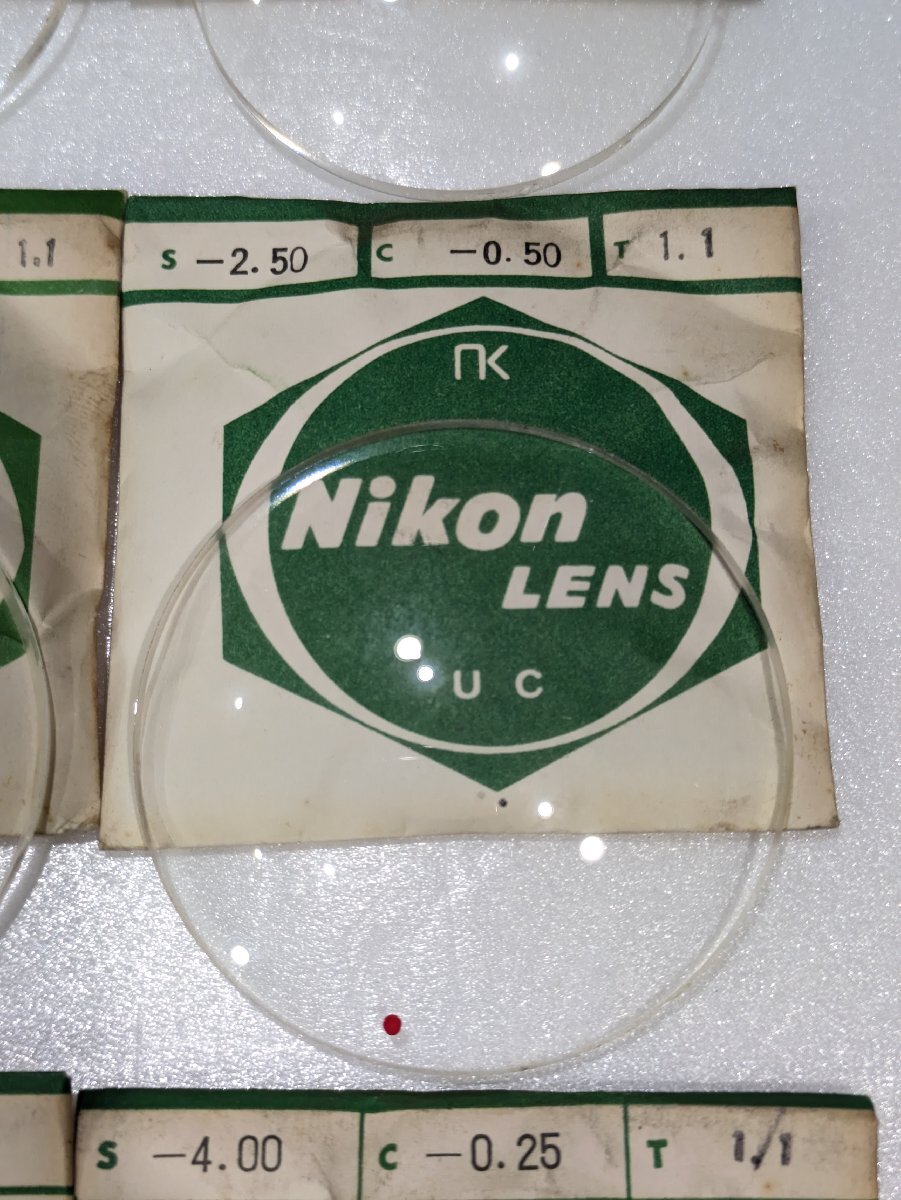 1.1
S -2.50 C -0.50 T 1.1
NK
Nikon
LENS
U C
S -4.00 C -0.25 T 1/1